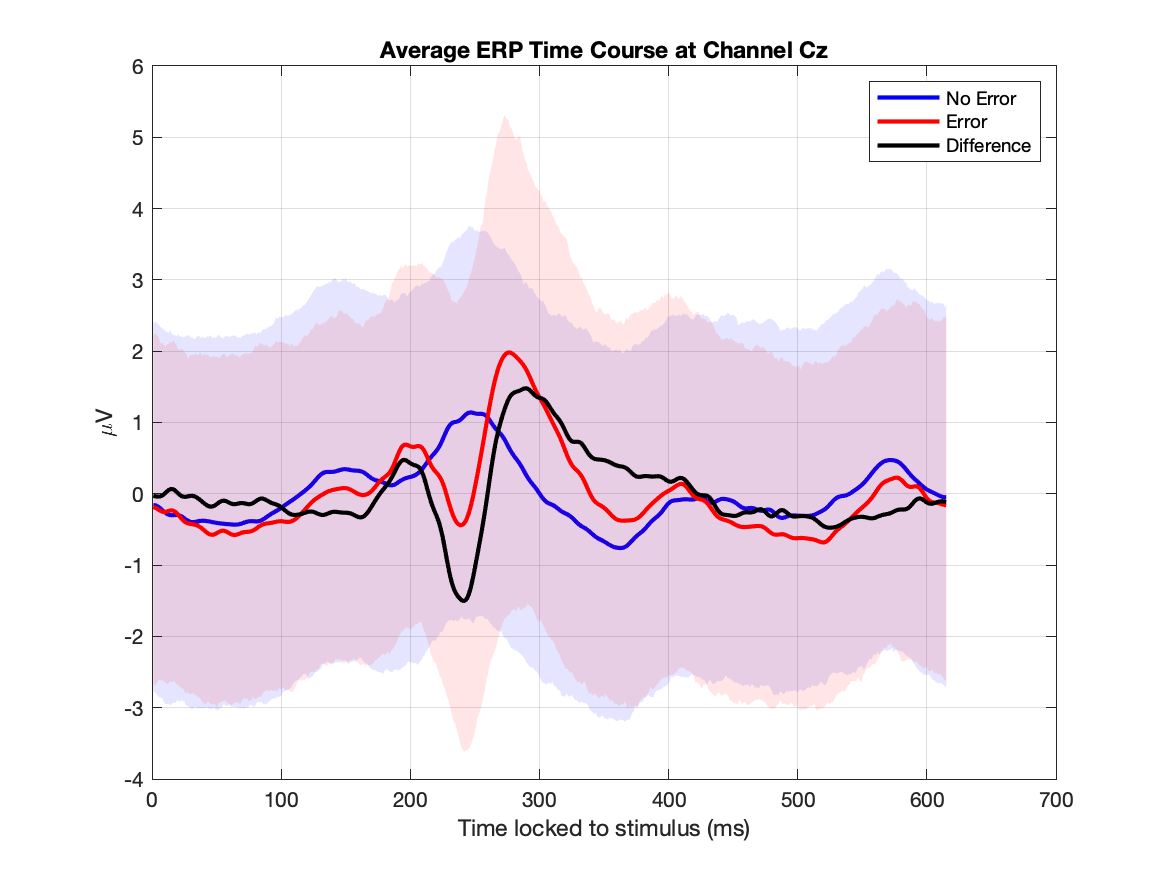 Average ERP Time Course at Channel Cz
6
5
4
3
2
1
0
-1
-2
-3
-4
μV
No Error
Error
Difference
0 100 200 300 400 500 600 700
Time locked to stimulus (ms)